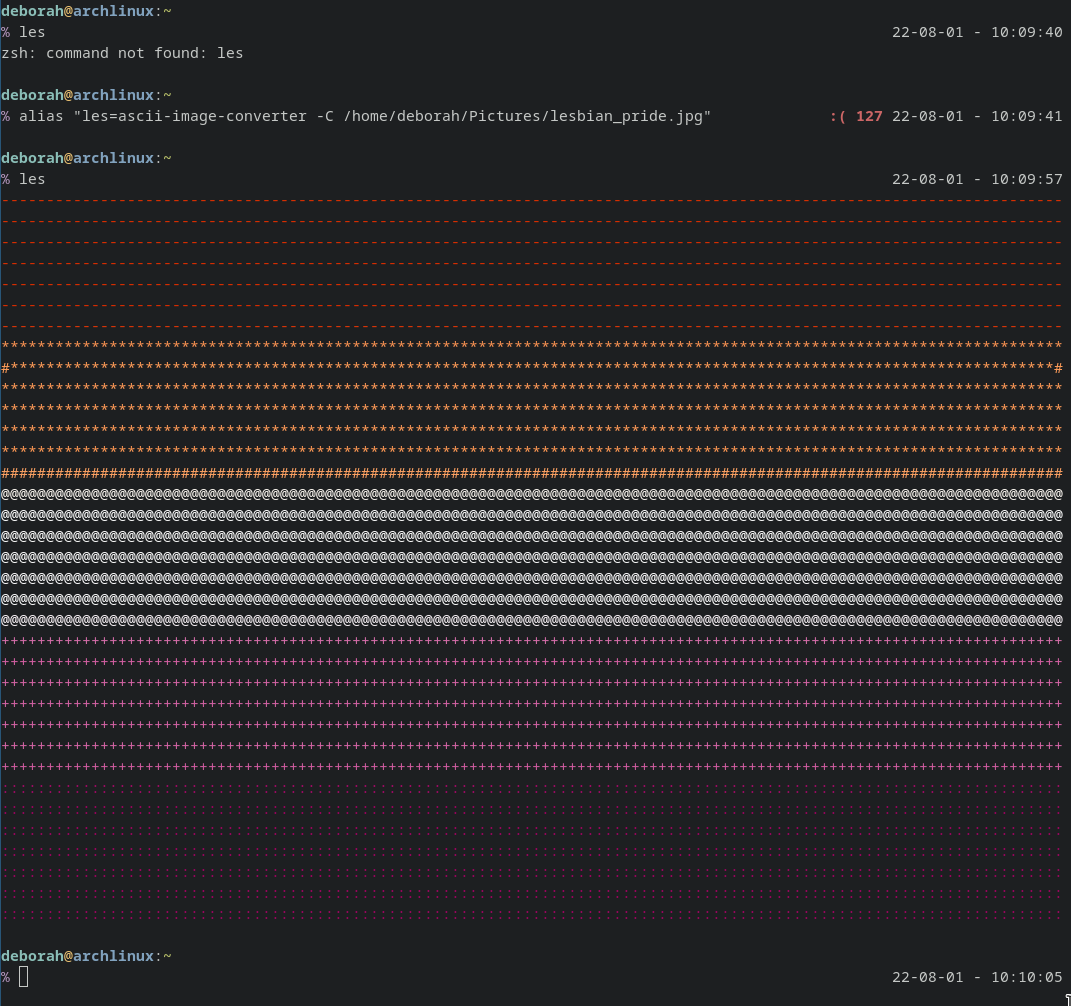 deborah@archlinux:~
% les 22-08-01 - 10:09:40
zsh: command not found: les
deborah@archlinux:~
% alias "les=ascii-image-converter -C /home/deborah/Pictures/lesbian_pride.jpg" :( 127 22-08-01 - 10:09:41
deborah@archlinux:~
% les 22-08-01 - 10:09:57
deborah@archlinux:~
% 22-08-01 - 10:10:05